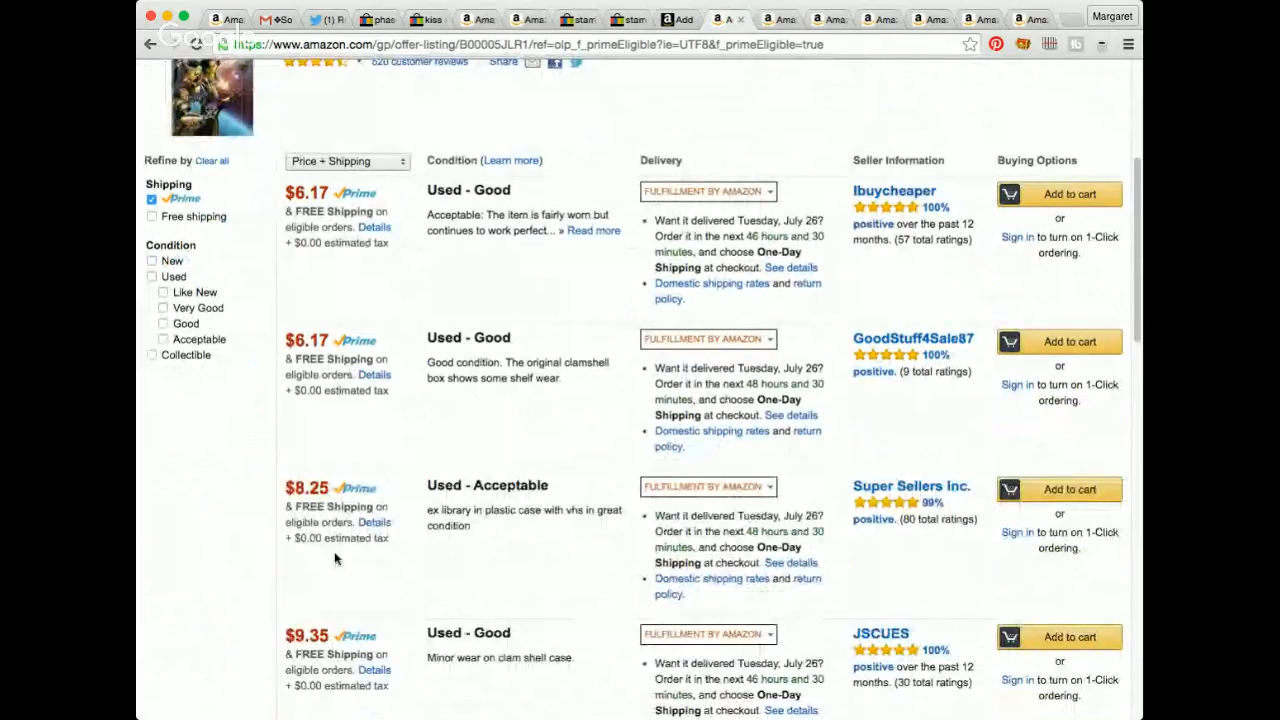 Ama
So
(1) R
phas
kiss
Ama
Ama
stam
stam
Add
A
Ama
Ama
Ama
Ama
Ama
Ama
Margaret
https://www.amazon.com/gp/offer-listing/B00005JLR1/ref=olp_f_primeEligible?ie=UTF8&f_primeEligible=true
520 customer reviews
Share
Refine by Clear all
Price + Shipping
Condition (Learn more)
Delivery
Seller Information
Buying Options
Shipping
Prime
Free shipping
Condition
New
Used
Like New
Very Good
Good
Acceptable
Collectible
$6.17 Prime
& FREE Shipping on
eligible orders. Details
+ $0.00 estimated tax
Used - Good
Acceptable: The item is fairly worn but
continues to work perfect... » Read more
FULFILLMENT BY AMAZON
Want it delivered Tuesday, July 26?
Order it in the next 46 hours and 30
minutes, and choose One-Day
Shipping at checkout. See details
Domestic shipping rates and return
policy.
Ibuycheaper
100%
positive over the past 12
months. (57 total ratings)
Add to cart
or
Sign in to turn on 1-Click
ordering.
$6.17 Prime
& FREE Shipping on
eligible orders. Details
+ $0.00 estimated tax
Used - Good
Good condition. The original clamshell
box shows some shelf wear.
FULFILLMENT BY AMAZON
Want it delivered Tuesday, July 26?
Order it in the next 48 hours and 30
minutes, and choose One-Day
Shipping at checkout. See details
Domestic shipping rates and return
policy.
GoodStuff4Sale87
100%
positive. (9 total ratings)
Add to cart
or
Sign in to turn on 1-Click
ordering.
$8.25 Prime
& FREE Shipping on
eligible orders. Details
+ $0.00 estimated tax
Used - Acceptable
ex library in plastic case with vhs in great
condition
FULFILLMENT BY AMAZON
Want it delivered Tuesday, July 26?
Order it in the next 48 hours and 30
minutes, and choose One-Day
Shipping at checkout. See details
Domestic shipping rates and return
policy.
Super Sellers Inc.
99%
positive. (80 total ratings)
Add to cart
or
Sign in to turn on 1-Click
ordering.
$9.35 Prime
& FREE Shipping on
eligible orders. Details
+ $0.00 estimated tax
Used - Good
Minor wear on clam shell case
FULFILLMENT BY AMAZON
Want it delivered Tuesday, July 26?
Order it in the next 46 hours and 30
minutes, and choose One-Day
Shipping at checkout. See details
JSCUES
100%
positive over the past 12
months. (30 total ratings)
Add to cart
or
Sign in to turn on 1-Click
ordering.